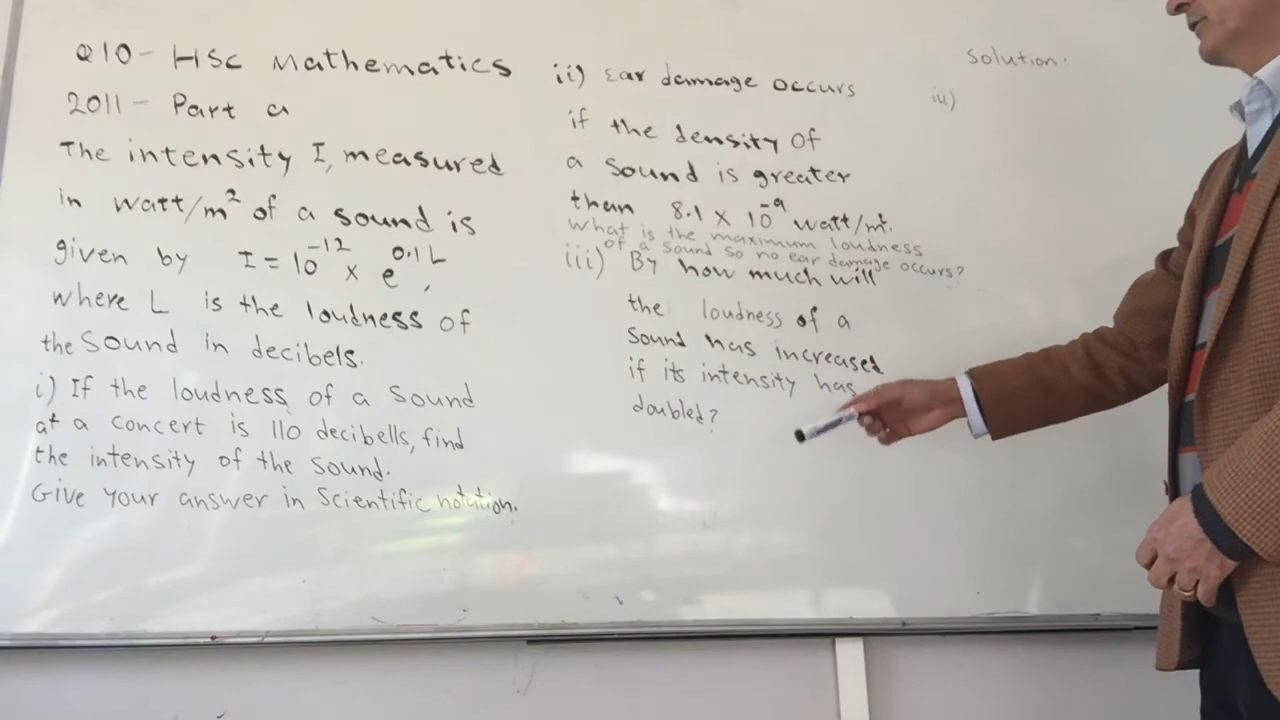 Q10 - HSC Mathematics
2011 - Part a
The intensity I, measured
in watt/m² of a sound is
given by I = 10⁻¹² × e⁰·¹ᴸ,
where L is the loudness of
the Sound in decibels.
i) If the loudness of a Sound
at a concert is 110 decibells, find
the intensity of the sound.
Give your answer in Scientific notation.
ii) Ear damage occurs
if the density of
a sound is greater
than 8.1 × 10⁻⁹ watt/m².
What is the maximum loudness
of a sound so no ear damage occurs?
iii) By how much will
the loudness of a
Sound has increased
if its intensity has
doubled?
Solution:
iii)